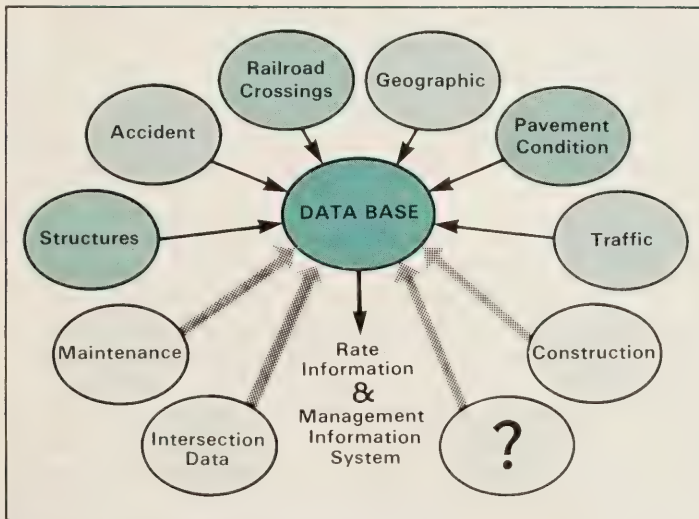 Railroad
Crossings
Geographic
Accident
Pavement
Condition
DATA BASE
Structures
Traffic
Maintenance
Rate
Information
&
Management
Information
System
Construction
Intersection
Data
?